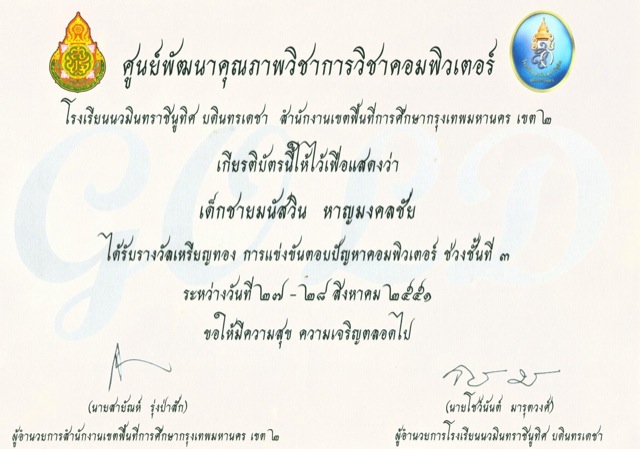 ศูนย์พัฒนาคุณภาพวิชาการวิชาคอมพิวเตอร์
โรงเรียนนวมินทราชินูทิศ บดินทรเดชา สำนักงานเขตพื้นที่การศึกษากรุงเทพมหานคร เขต ๒
เกียรติบัตรนี้ให้ไว้เพื่อแสดงว่า
เด็กชายมนัสวิน หาญมงคลชัย
ได้รับรางวัลเหรียญทอง การแข่งขันตอบปัญหาคอมพิวเตอร์ ช่วงชั้นที่ ๓
ระหว่างวันที่ ๒๗ - ๒๘ สิงหาคม ๒๕๕๑
ขอให้มีความสุข ความเจริญตลอดไป
GOLD
(นายสายัณห์ รุ่งป่าสัก)
ผู้อำนวยการสำนักงานเขตพื้นที่การศึกษากรุงเทพมหานคร เขต ๒
(นายโชวีนันต์ มารุตวงศ์)
ผู้อำนวยการโรงเรียนนวมินทราชินูทิศ บดินทรเดชา